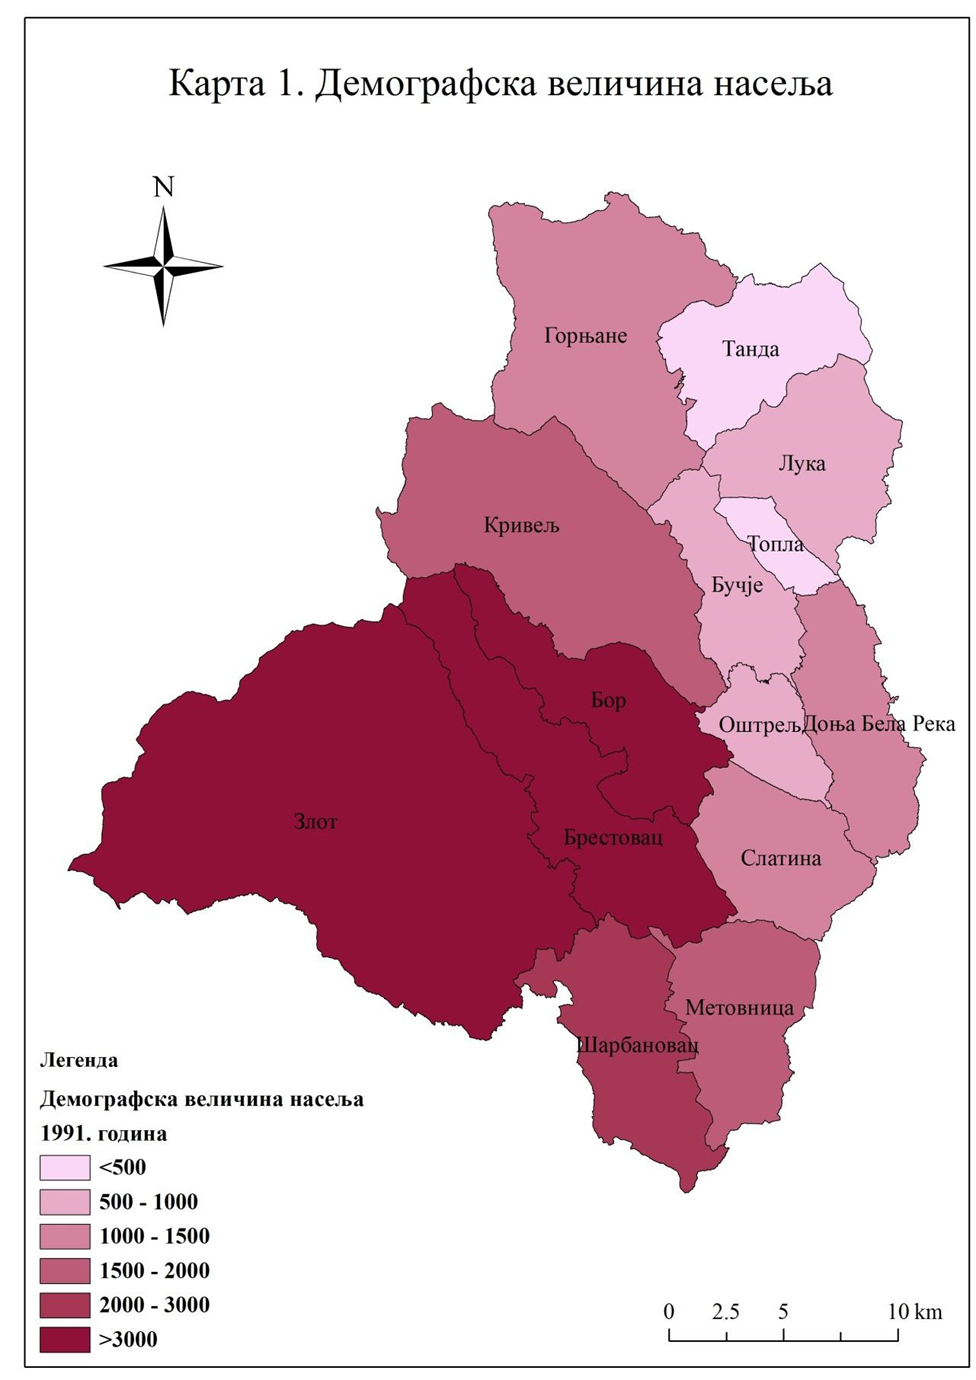 Карта 1. Демографска величина насеља
N
Горњане
Танда
Лука
Кривељ
Топла
Бучје
Бор
Оштрељ
Доња Бела Река
Злот
Брестовац
Слатина
Метовница
Шарбановац
Легенда
Демографска величина насеља
1991. година
<500
500 - 1000
1000 - 1500
1500 - 2000
2000 - 3000
>3000
0 2.5 5 10 km